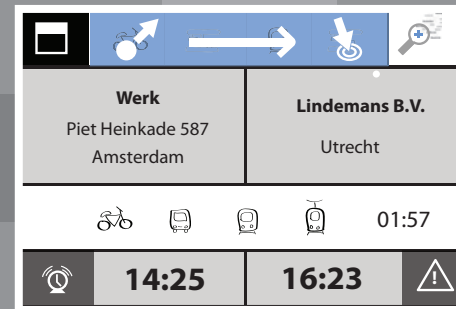 Werk
Piet Heinkade 587
Amsterdam
Lindemans B.V.
Utrecht
01:57
14:25
16:23